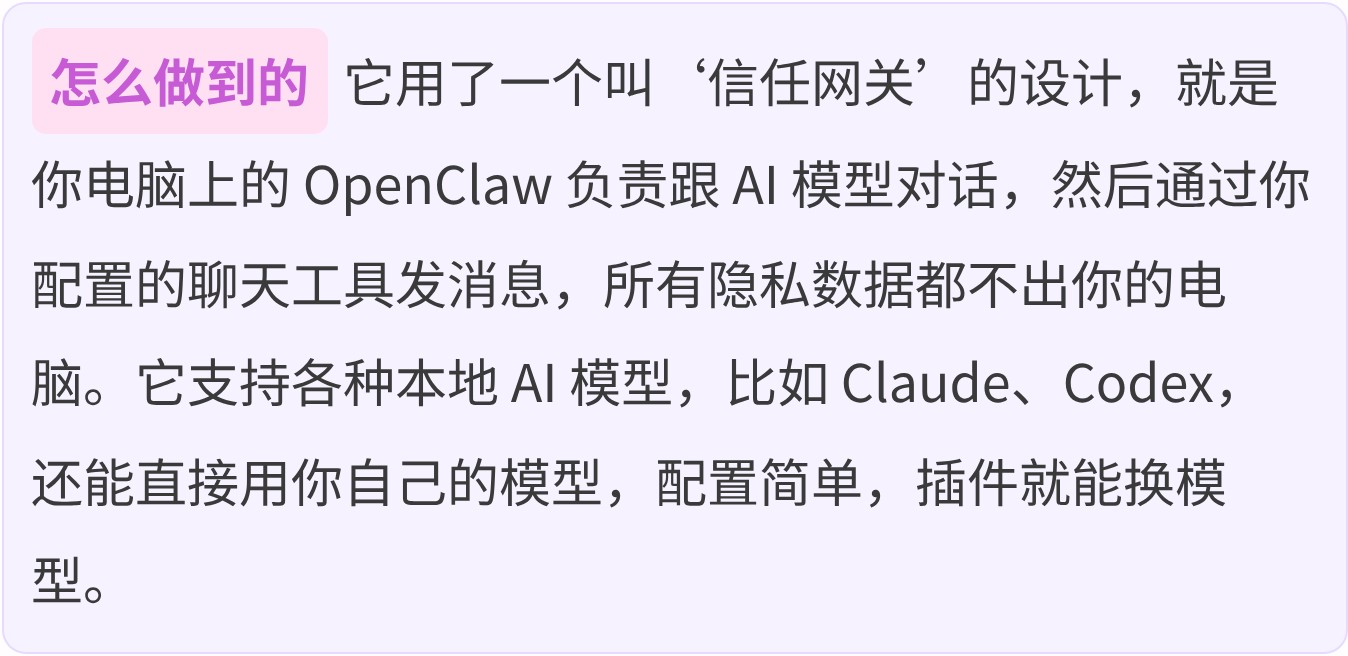 怎么做到的 它用了一个叫‘信任网关’的设计，就是
你电脑上的 OpenClaw 负责跟 AI 模型对话，然后通过你
配置的聊天工具发消息，所有隐私数据都不出你的电
脑。它支持各种本地 AI 模型，比如 Claude、Codex，
还能直接用你自己的模型，配置简单，插件就能换模
型。